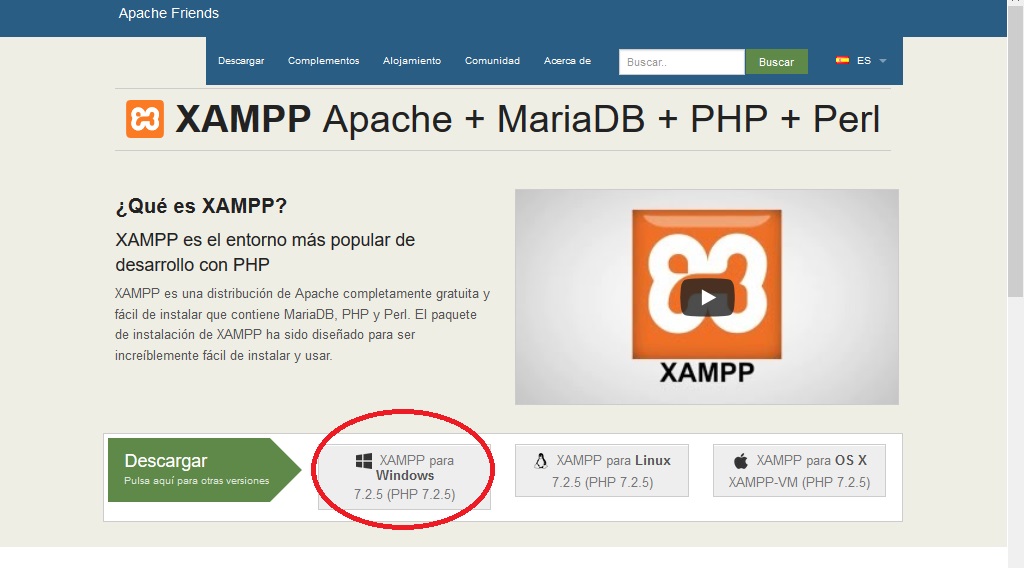 Apache Friends
Descargar Complementos Alojamiento Comunidad Acerca de Buscar.. Buscar ES
XAMPP Apache + MariaDB + PHP + Perl
¿Qué es XAMPP?
XAMPP es el entorno más popular de
desarrollo con PHP
XAMPP es una distribución de Apache completamente gratuita y
fácil de instalar que contiene MariaDB, PHP y Perl. El paquete
de instalación de XAMPP ha sido diseñado para ser
increíblemente fácil de instalar y usar.
XAMPP
Descargar
Pulsa aquí para otras versiones
XAMPP para
Windows
7.2.5 (PHP 7.2.5)
XAMPP para Linux
7.2.5 (PHP 7.2.5)
XAMPP para OS X
XAMPP-VM (PHP 7.2.5)